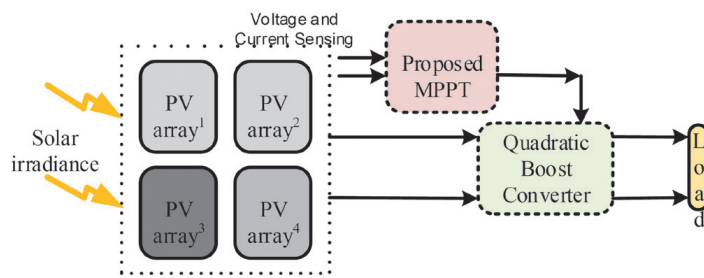 Voltage and
Current Sensing
Proposed
MPPT
PV
array¹
PV
array²
Solar
irradiance
Quadratic
Boost
Converter
L
o
a
d
PV
array³
PV
array⁴